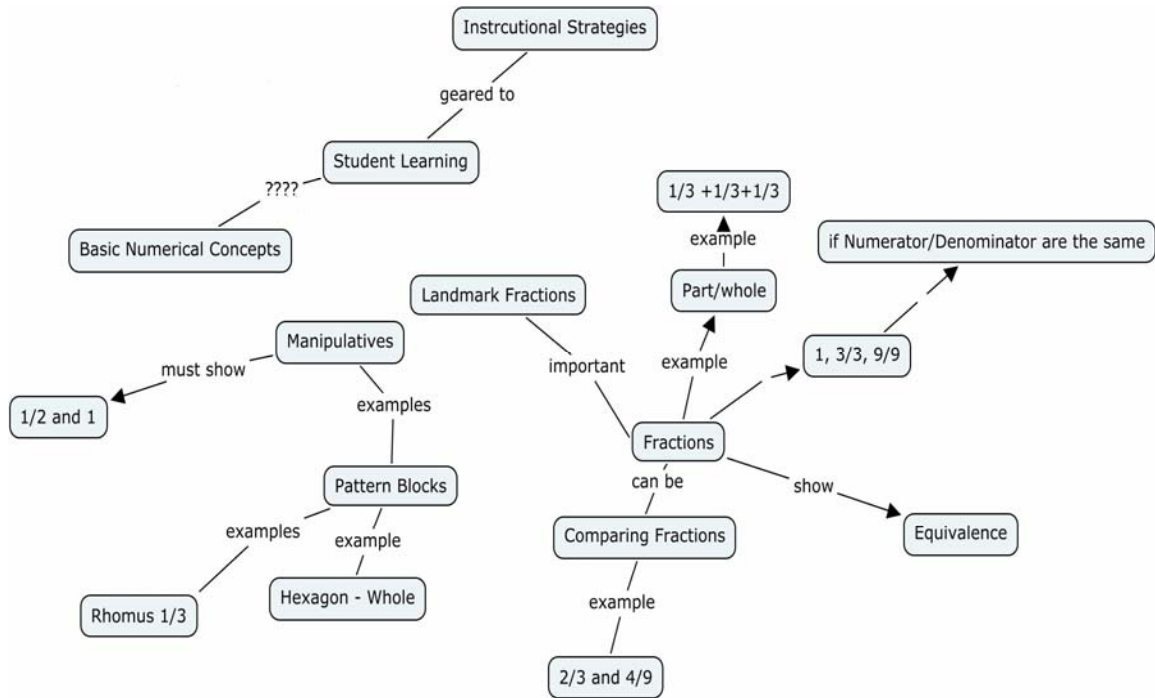 Instrcutional Strategies
geared to
Student Learning
????
Basic Numerical Concepts
1/3 +1/3+1/3
example
Part/whole
if Numerator/Denominator are the same
Landmark Fractions
Manipulatives
must show
1/2 and 1
examples
important
example
1, 3/3, 9/9
Fractions
can be
show
Pattern Blocks
examples
example
Comparing Fractions
Equivalence
Rhomus 1/3
Hexagon - Whole
example
2/3 and 4/9